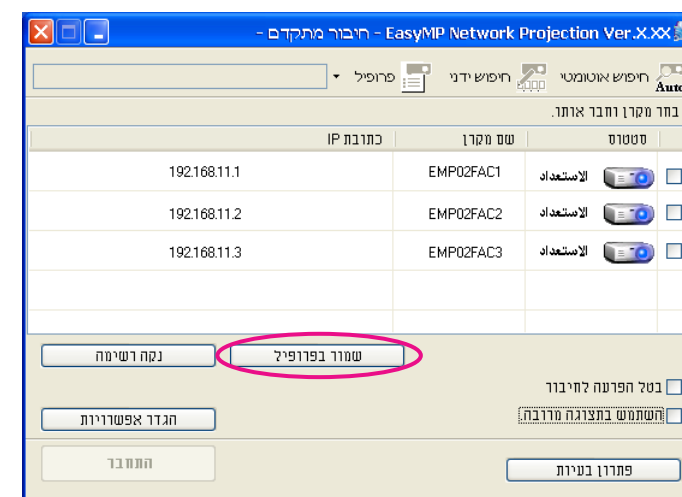 EasyMP Network Projection Ver.X.XX - חיבור מתקדם -
Auto חיפוש אוטומטי חיפוש ידני פרופיל
בחר מקרן וחבר אותו.
סטטוס שם מקרן כתובת IP
الاستعداد EMP02FAC1 192.168.11.1
الاستعداد EMP02FAC2 192.168.11.2
الاستعداد EMP02FAC3 192.168.11.3
שמור בפרופיל נקה רשימה
בטל הפרעה לחיבור
השתמש בתצוגה מרובה.
הגדר אפשרויות
פתרון בעיות התחבר